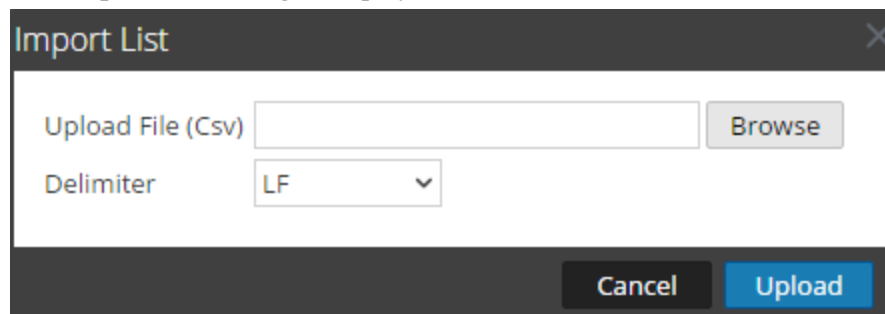 Import List
Upload File (Csv) Browse
Delimiter LF
Cancel Upload